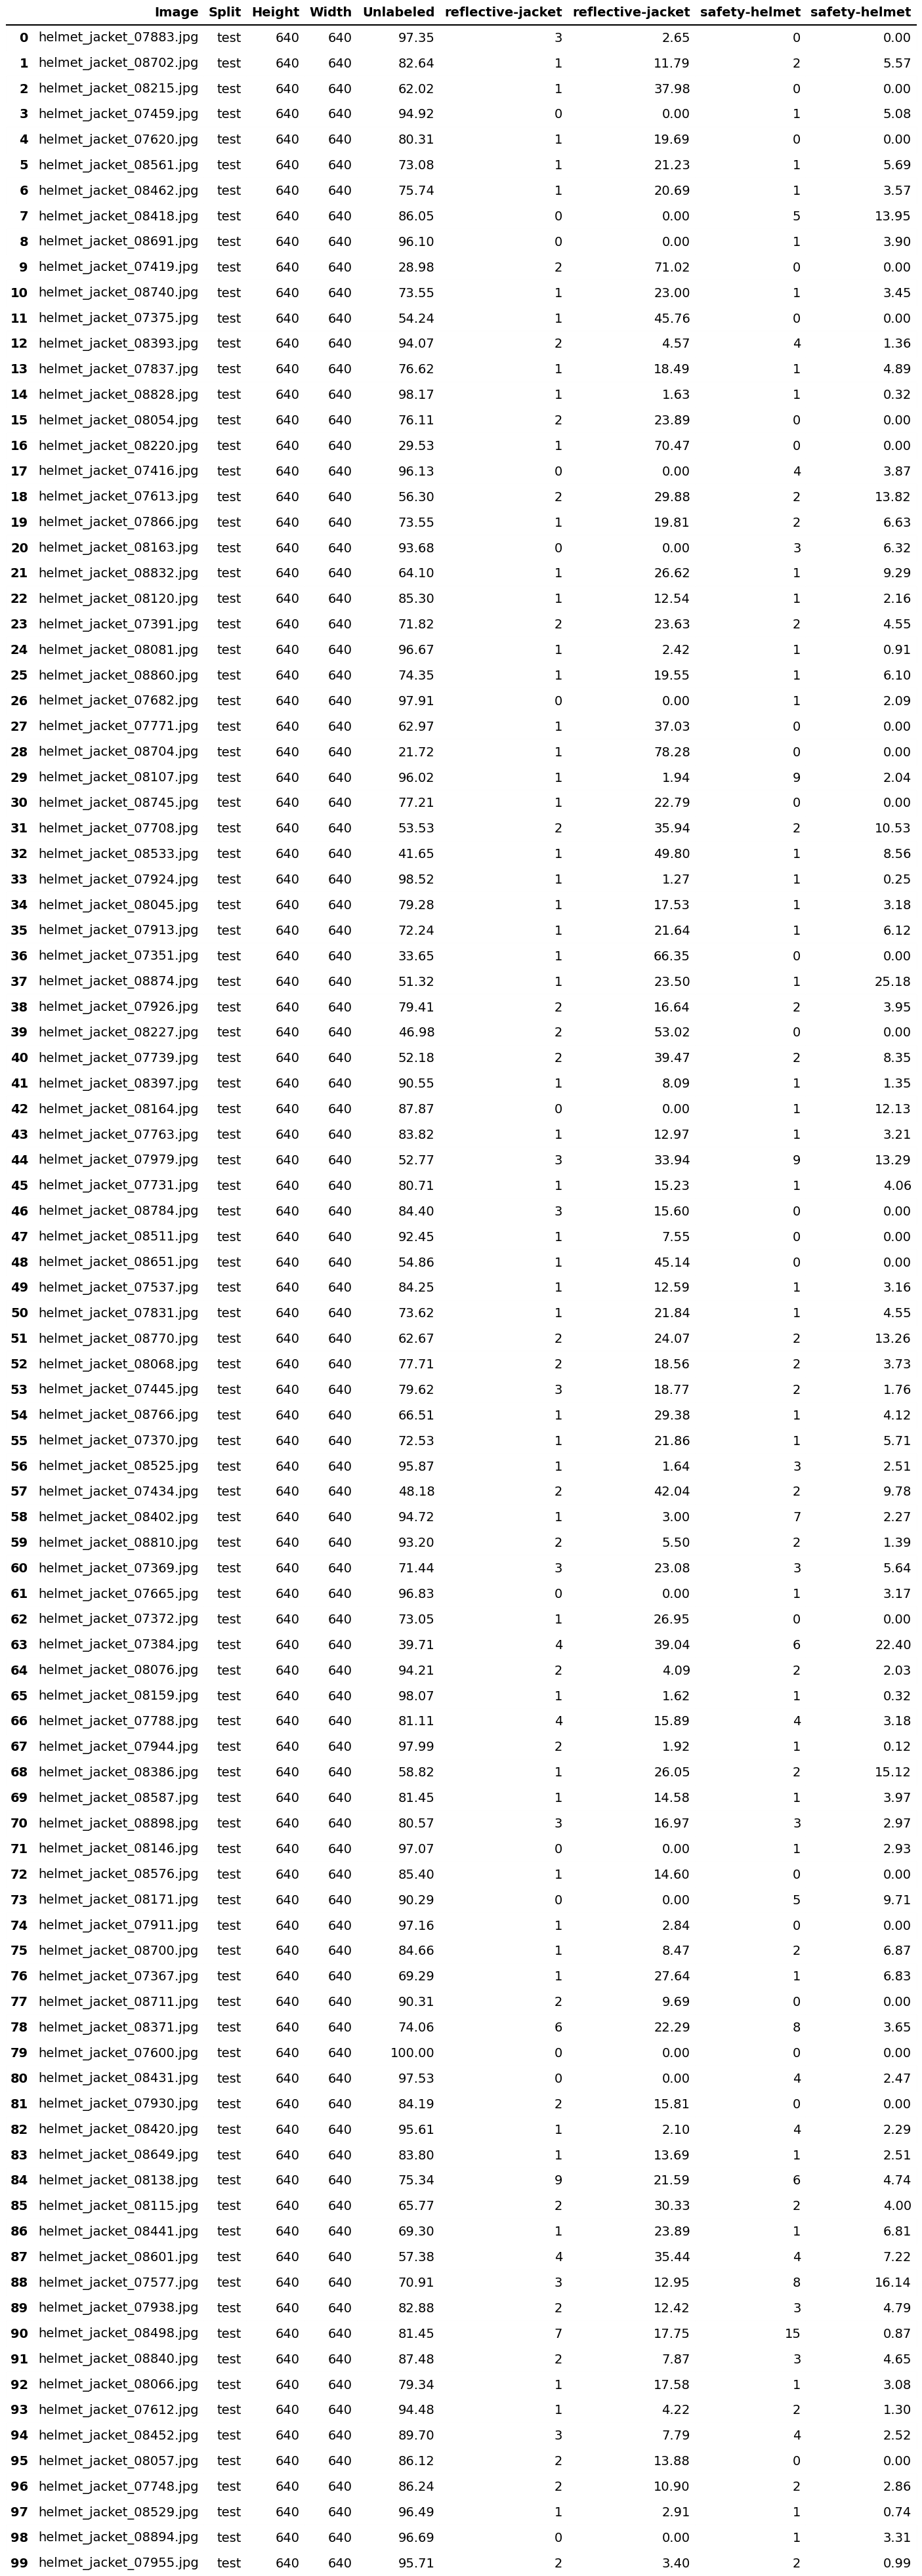 Image Split Height Width Unlabeled reflective-jacket reflective-jacket safety-helmet safety-helmet
0 helmet_jacket_07883.jpg test 640 640 97.35 3 2.65 0 0.00
1 helmet_jacket_08702.jpg test 640 640 82.64 1 11.79 2 5.57
2 helmet_jacket_08215.jpg test 640 640 62.02 1 37.98 0 0.00
3 helmet_jacket_07459.jpg test 640 640 94.92 0 0.00 1 5.08
4 helmet_jacket_07620.jpg test 640 640 80.31 1 19.69 0 0.00
5 helmet_jacket_08561.jpg test 640 640 73.08 1 21.23 1 5.69
6 helmet_jacket_08462.jpg test 640 640 75.74 1 20.69 1 3.57
7 helmet_jacket_08418.jpg test 640 640 86.05 0 0.00 5 13.95
8 helmet_jacket_08691.jpg test 640 640 96.10 0 0.00 1 3.90
9 helmet_jacket_07419.jpg test 640 640 28.98 2 71.02 0 0.00
10 helmet_jacket_08740.jpg test 640 640 73.55 1 23.00 1 3.45
11 helmet_jacket_07375.jpg test 640 640 54.24 1 45.76 0 0.00
12 helmet_jacket_08393.jpg test 640 640 94.07 2 4.57 4 1.36
13 helmet_jacket_07837.jpg test 640 640 76.62 1 18.49 1 4.89
14 helmet_jacket_08828.jpg test 640 640 98.17 1 1.63 1 0.32
15 helmet_jacket_08054.jpg test 640 640 76.11 2 23.89 0 0.00
16 helmet_jacket_08220.jpg test 640 640 29.53 1 70.47 0 0.00
17 helmet_jacket_07416.jpg test 640 640 96.13 0 0.00 4 3.87
18 helmet_jacket_07613.jpg test 640 640 56.30 2 29.88 2 13.82
19 helmet_jacket_07866.jpg test 640 640 73.55 1 19.81 2 6.63
20 helmet_jacket_08163.jpg test 640 640 93.68 0 0.00 3 6.32
21 helmet_jacket_08832.jpg test 640 640 64.10 1 26.62 1 9.29
22 helmet_jacket_08120.jpg test 640 640 85.30 1 12.54 1 2.16
23 helmet_jacket_07391.jpg test 640 640 71.82 2 23.63 2 4.55
24 helmet_jacket_08081.jpg test 640 640 96.67 1 2.42 1 0.91
25 helmet_jacket_08860.jpg test 640 640 74.35 1 19.55 1 6.10
26 helmet_jacket_07682.jpg test 640 640 97.91 0 0.00 1 2.09
27 helmet_jacket_07771.jpg test 640 640 62.97 1 37.03 0 0.00
28 helmet_jacket_08704.jpg test 640 640 21.72 1 78.28 0 0.00
29 helmet_jacket_08107.jpg test 640 640 96.02 1 1.94 9 2.04
30 helmet_jacket_08745.jpg test 640 640 77.21 1 22.79 0 0.00
31 helmet_jacket_07708.jpg test 640 640 53.53 2 35.94 2 10.53
32 helmet_jacket_08533.jpg test 640 640 41.65 1 49.80 1 8.56
33 helmet_jacket_07924.jpg test 640 640 98.52 1 1.27 1 0.25
34 helmet_jacket_08045.jpg test 640 640 79.28 1 17.53 1 3.18
35 helmet_jacket_07913.jpg test 640 640 72.24 1 21.64 1 6.12
36 helmet_jacket_07351.jpg test 640 640 33.65 1 66.35 0 0.00
37 helmet_jacket_08874.jpg test 640 640 51.32 1 23.50 1 25.18
38 helmet_jacket_07926.jpg test 640 640 79.41 2 16.64 2 3.95
39 helmet_jacket_08227.jpg test 640 640 46.98 2 53.02 0 0.00
40 helmet_jacket_07739.jpg test 640 640 52.18 2 39.47 2 8.35
41 helmet_jacket_08397.jpg test 640 640 90.55 1 8.09 1 1.35
42 helmet_jacket_08164.jpg test 640 640 87.87 0 0.00 1 12.13
43 helmet_jacket_07763.jpg test 640 640 83.82 1 12.97 1 3.21
44 helmet_jacket_07979.jpg test 640 640 52.77 3 33.94 9 13.29
45 helmet_jacket_07731.jpg test 640 640 80.71 1 15.23 1 4.06
46 helmet_jacket_08784.jpg test 640 640 84.40 3 15.60 0 0.00
47 helmet_jacket_08511.jpg test 640 640 92.45 1 7.55 0 0.00
48 helmet_jacket_08651.jpg test 640 640 54.86 1 45.14 0 0.00
49 helmet_jacket_07537.jpg test 640 640 84.25 1 12.59 1 3.16
50 helmet_jacket_07831.jpg test 640 640 73.62 1 21.84 1 4.55
51 helmet_jacket_08770.jpg test 640 640 62.67 2 24.07 2 13.26
52 helmet_jacket_08068.jpg test 640 640 77.71 2 18.56 2 3.73
53 helmet_jacket_07445.jpg test 640 640 79.62 3 18.77 2 1.76
54 helmet_jacket_08766.jpg test 640 640 66.51 1 29.38 1 4.12
55 helmet_jacket_07370.jpg test 640 640 72.53 1 21.86 1 5.71
56 helmet_jacket_08525.jpg test 640 640 95.87 1 1.64 3 2.51
57 helmet_jacket_07434.jpg test 640 640 48.18 2 42.04 2 9.78
58 helmet_jacket_08402.jpg test 640 640 94.72 1 3.00 7 2.27
59 helmet_jacket_08810.jpg test 640 640 93.20 2 5.50 2 1.39
60 helmet_jacket_07369.jpg test 640 640 71.44 3 23.08 3 5.64
61 helmet_jacket_07665.jpg test 640 640 96.83 0 0.00 1 3.17
62 helmet_jacket_07372.jpg test 640 640 73.05 1 26.95 0 0.00
63 helmet_jacket_07384.jpg test 640 640 39.71 4 39.04 6 22.40
64 helmet_jacket_08076.jpg test 640 640 94.21 2 4.09 2 2.03
65 helmet_jacket_08159.jpg test 640 640 98.07 1 1.62 1 0.32
66 helmet_jacket_07788.jpg test 640 640 81.11 4 15.89 4 3.18
67 helmet_jacket_07944.jpg test 640 640 97.99 2 1.92 1 0.12
68 helmet_jacket_08386.jpg test 640 640 58.82 1 26.05 2 15.12
69 helmet_jacket_08587.jpg test 640 640 81.45 1 14.58 1 3.97
70 helmet_jacket_08898.jpg test 640 640 80.57 3 16.97 3 2.97
71 helmet_jacket_08146.jpg test 640 640 97.07 0 0.00 1 2.93
72 helmet_jacket_08576.jpg test 640 640 85.40 1 14.60 0 0.00
73 helmet_jacket_08171.jpg test 640 640 90.29 0 0.00 5 9.71
74 helmet_jacket_07911.jpg test 640 640 97.16 1 2.84 0 0.00
75 helmet_jacket_08700.jpg test 640 640 84.66 1 8.47 2 6.87
76 helmet_jacket_07367.jpg test 640 640 69.29 1 27.64 1 6.83
77 helmet_jacket_08711.jpg test 640 640 90.31 2 9.69 0 0.00
78 helmet_jacket_08371.jpg test 640 640 74.06 6 22.29 8 3.65
79 helmet_jacket_07600.jpg test 640 640 100.00 0 0.00 0 0.00
80 helmet_jacket_08431.jpg test 640 640 97.53 0 0.00 4 2.47
81 helmet_jacket_07930.jpg test 640 640 84.19 2 15.81 0 0.00
82 helmet_jacket_08420.jpg test 640 640 95.61 1 2.10 4 2.29
83 helmet_jacket_08649.jpg test 640 640 83.80 1 13.69 1 2.51
84 helmet_jacket_08138.jpg test 640 640 75.34 9 21.59 6 4.74
85 helmet_jacket_08115.jpg test 640 640 65.77 2 30.33 2 4.00
86 helmet_jacket_08441.jpg test 640 640 69.30 1 23.89 1 6.81
87 helmet_jacket_08601.jpg test 640 640 57.38 4 35.44 4 7.22
88 helmet_jacket_07577.jpg test 640 640 70.91 3 12.95 8 16.14
89 helmet_jacket_07938.jpg test 640 640 82.88 2 12.42 3 4.79
90 helmet_jacket_08498.jpg test 640 640 81.45 7 17.75 15 0.87
91 helmet_jacket_08840.jpg test 640 640 87.48 2 7.87 3 4.65
92 helmet_jacket_08066.jpg test 640 640 79.34 1 17.58 1 3.08
93 helmet_jacket_07612.jpg test 640 640 94.48 1 4.22 2 1.30
94 helmet_jacket_08452.jpg test 640 640 89.70 3 7.79 4 2.52
95 helmet_jacket_08057.jpg test 640 640 86.12 2 13.88 0 0.00
96 helmet_jacket_07748.jpg test 640 640 86.24 2 10.90 2 2.86
97 helmet_jacket_08529.jpg test 640 640 96.49 1 2.91 1 0.74
98 helmet_jacket_08894.jpg test 640 640 96.69 0 0.00 1 3.31
99 helmet_jacket_07955.jpg test 640 640 95.71 2 3.40 2 0.99